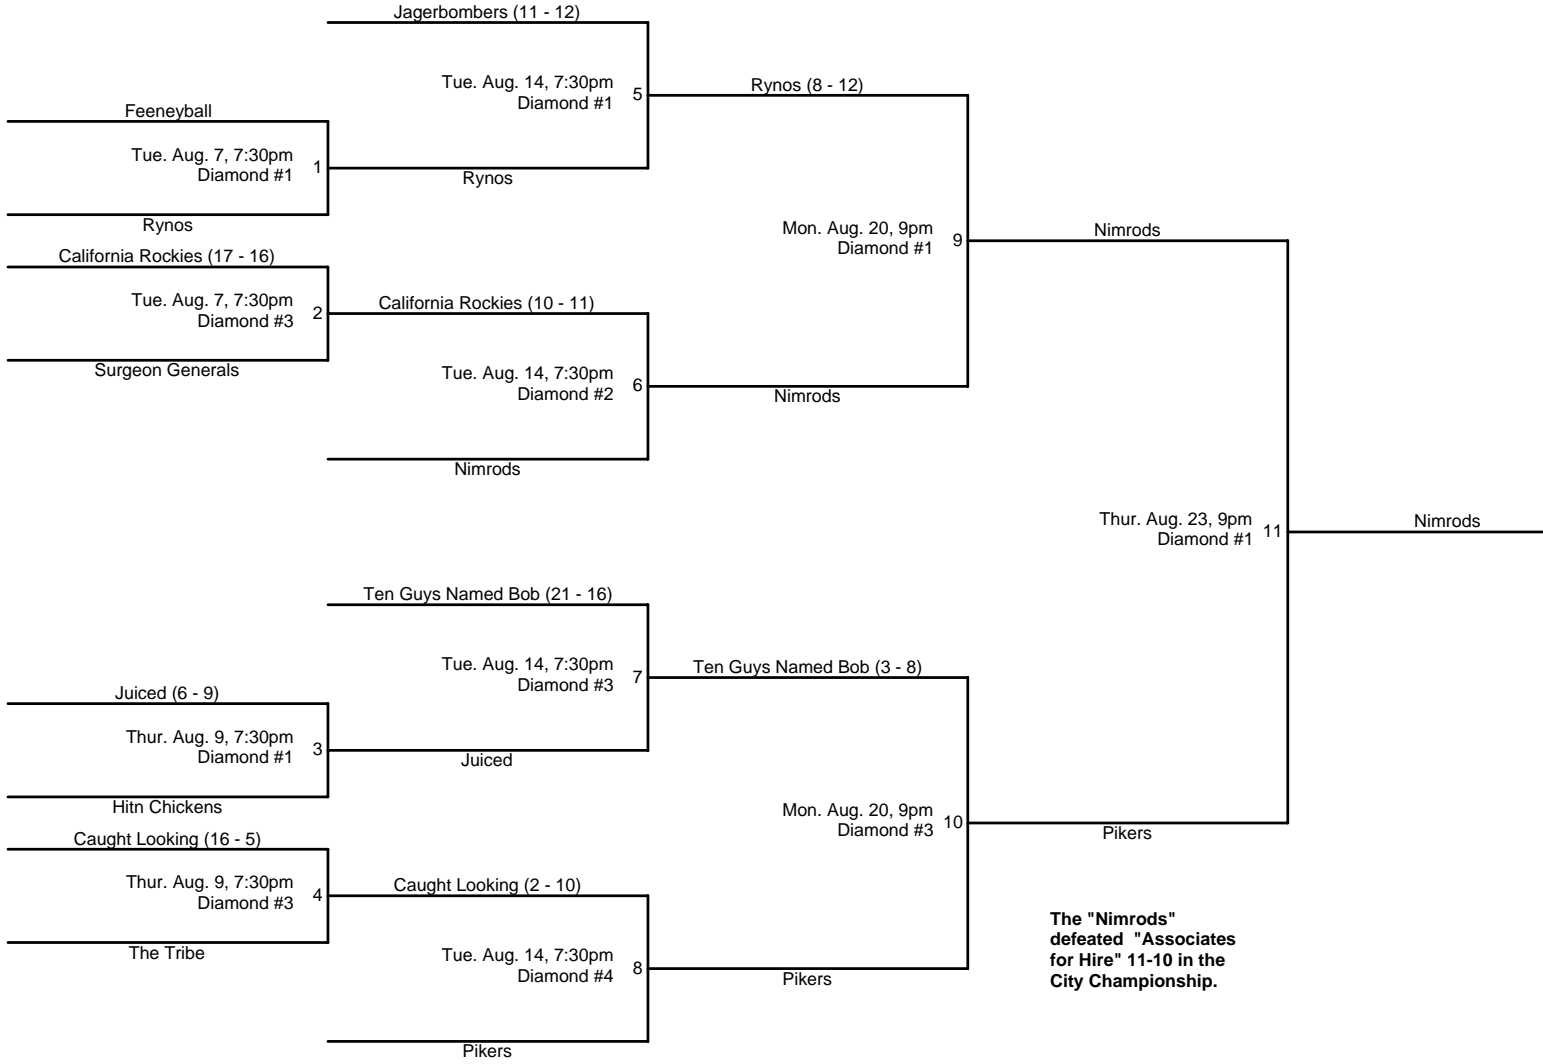 Jagerbombers (11 - 12)
Tue. Aug. 14, 7:30pm
Diamond #1
5
Rynos (8 - 12)
Feeneyball
Tue. Aug. 7, 7:30pm
Diamond #1
1
Rynos
Rynos
Mon. Aug. 20, 9pm
Diamond #1
9
Nimrods
California Rockies (17 - 16)
Tue. Aug. 7, 7:30pm
Diamond #3
2
California Rockies (10 - 11)
Surgeon Generals
Tue. Aug. 14, 7:30pm
Diamond #2
6
Nimrods
Nimrods
Thur. Aug. 23, 9pm
Diamond #1
11
Nimrods
Ten Guys Named Bob (21 - 16)
Tue. Aug. 14, 7:30pm
Diamond #3
7
Ten Guys Named Bob (3 - 8)
Juiced (6 - 9)
Thur. Aug. 9, 7:30pm
Diamond #1
3
Juiced
Hitn Chickens
Mon. Aug. 20, 9pm
Diamond #3
10
Pikers
Caught Looking (16 - 5)
Thur. Aug. 9, 7:30pm
Diamond #3
4
Caught Looking (2 - 10)
The Tribe
Tue. Aug. 14, 7:30pm
Diamond #4
8
Pikers
Pikers
The "Nimrods"
defeated "Associates
for Hire" 11-10 in the
City Championship.